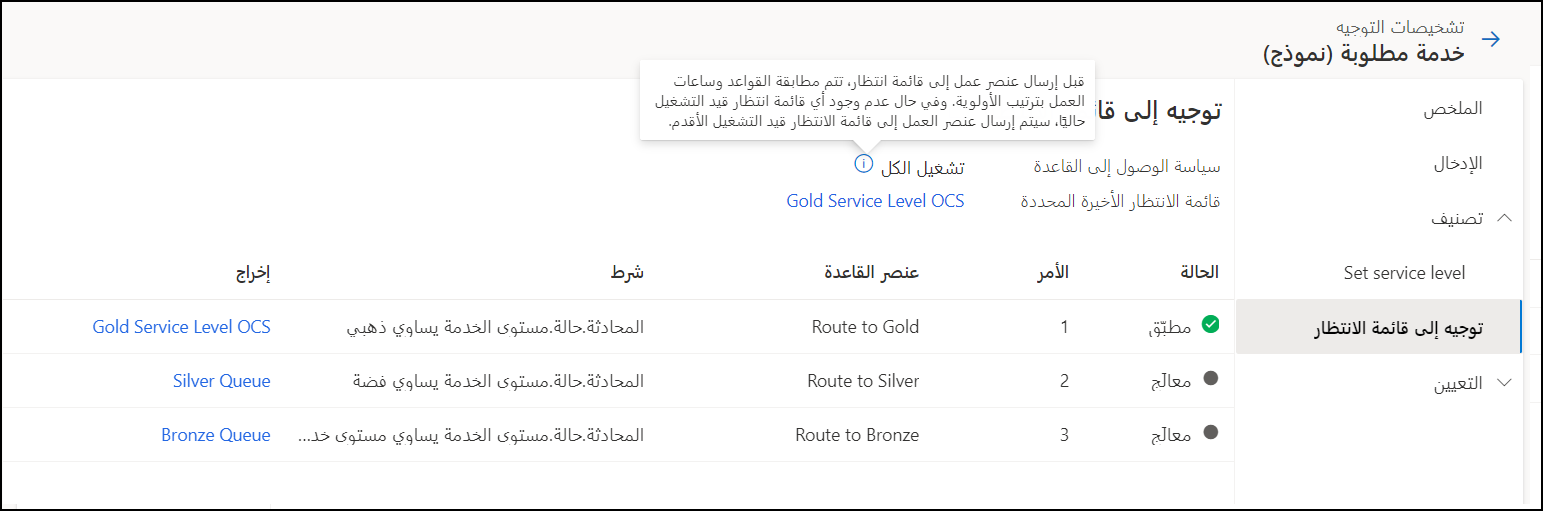 تشخيصات التوجيه
خدمة مطلوبة (نموذج)
الملخص
الإدخال
تصنيف
Set service level
توجيه إلى قائمة الانتظار
التعيين
توجيه إلى
قبل إرسال عنصر عمل إلى قائمة انتظار، تتم مطابقة القواعد وساعات
العمل بترتيب الأولوية. وفي حال عدم وجود أي قائمة انتظار قيد التشغيل
حاليًا، سيتم إرسال عنصر العمل إلى قائمة الانتظار قيد التشغيل الأقدم.
سياسة الوصول إلى القاعدة تشغيل الكل
قائمة الانتظار الأخيرة المحددة Gold Service Level OCS
الحالة الأمر عنصر القاعدة شرط إخراج
مطبّق 1 Route to Gold المحادثة.حالة.مستوى الخدمة يساوي ذهبي Gold Service Level OCS
معالَج 2 Route to Silver المحادثة.حالة.مستوى الخدمة يساوي فضة Silver Queue
معالَج 3 Route to Bronze المحادثة.حالة.مستوى الخدمة يساوي مستوى خد... Bronze Queue